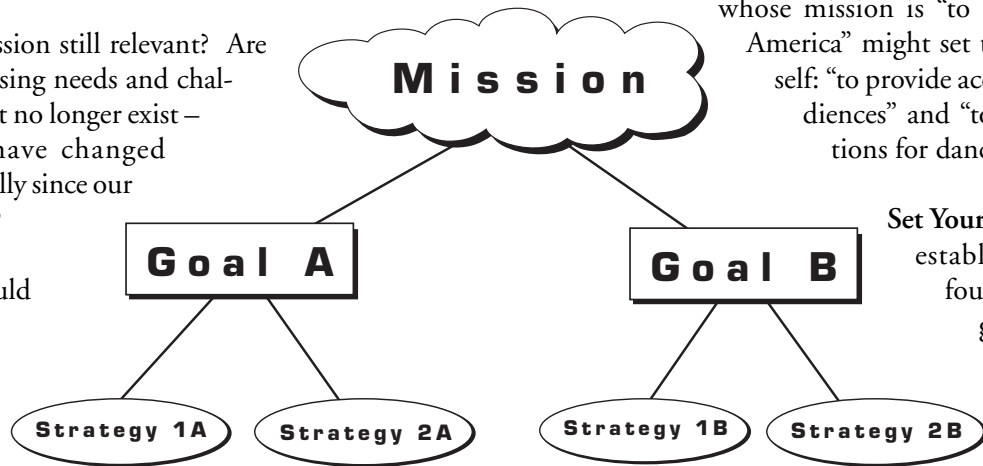 ssion still relevant? Are
sing needs and chal-
t no longer exist –
have changed
lly since our
uld
Mission
Goal A
Goal B
Strategy 1A
Strategy 2A
Strategy 1B
Strategy 2B
whose mission is “to
America” might set t
self: “to provide acc
diences” and “to
tions for danc
Set Your
establ
fou
g